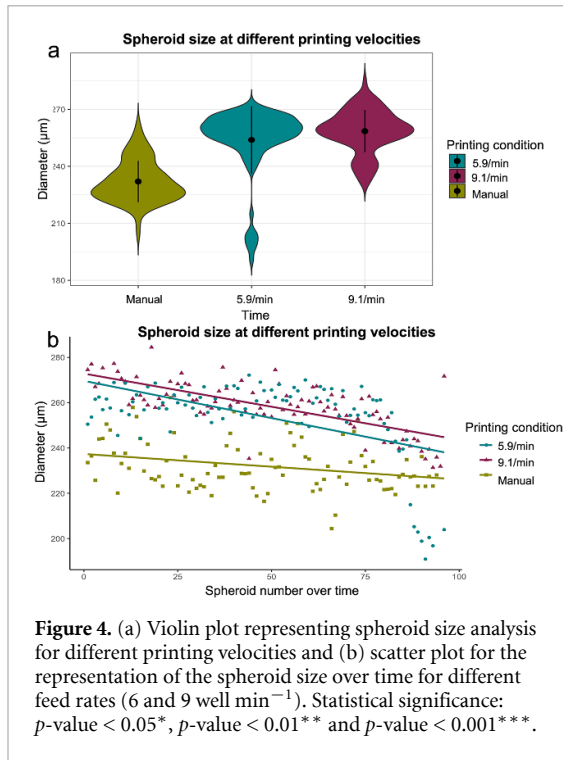 a
Spheroid size at different printing velocities
Diameter (µm)
270
240
210
180
Manual
5.9/min
9.1/min
Time
Printing condition
5.9/min
9.1/min
Manual
b
Spheroid size at different printing velocities
Diameter (µm)
280
260
240
220
200
0
25
50
75
100
Spheroid number over time
Printing condition
5.9/min
9.1/min
Manual
Figure 4. (a) Violin plot representing spheroid size analysis
for different printing velocities and (b) scatter plot for the
representation of the spheroid size over time for different
feed rates (6 and 9 well min⁻¹). Statistical significance:
p-value < 0.05*, p-value < 0.01** and p-value < 0.001***.